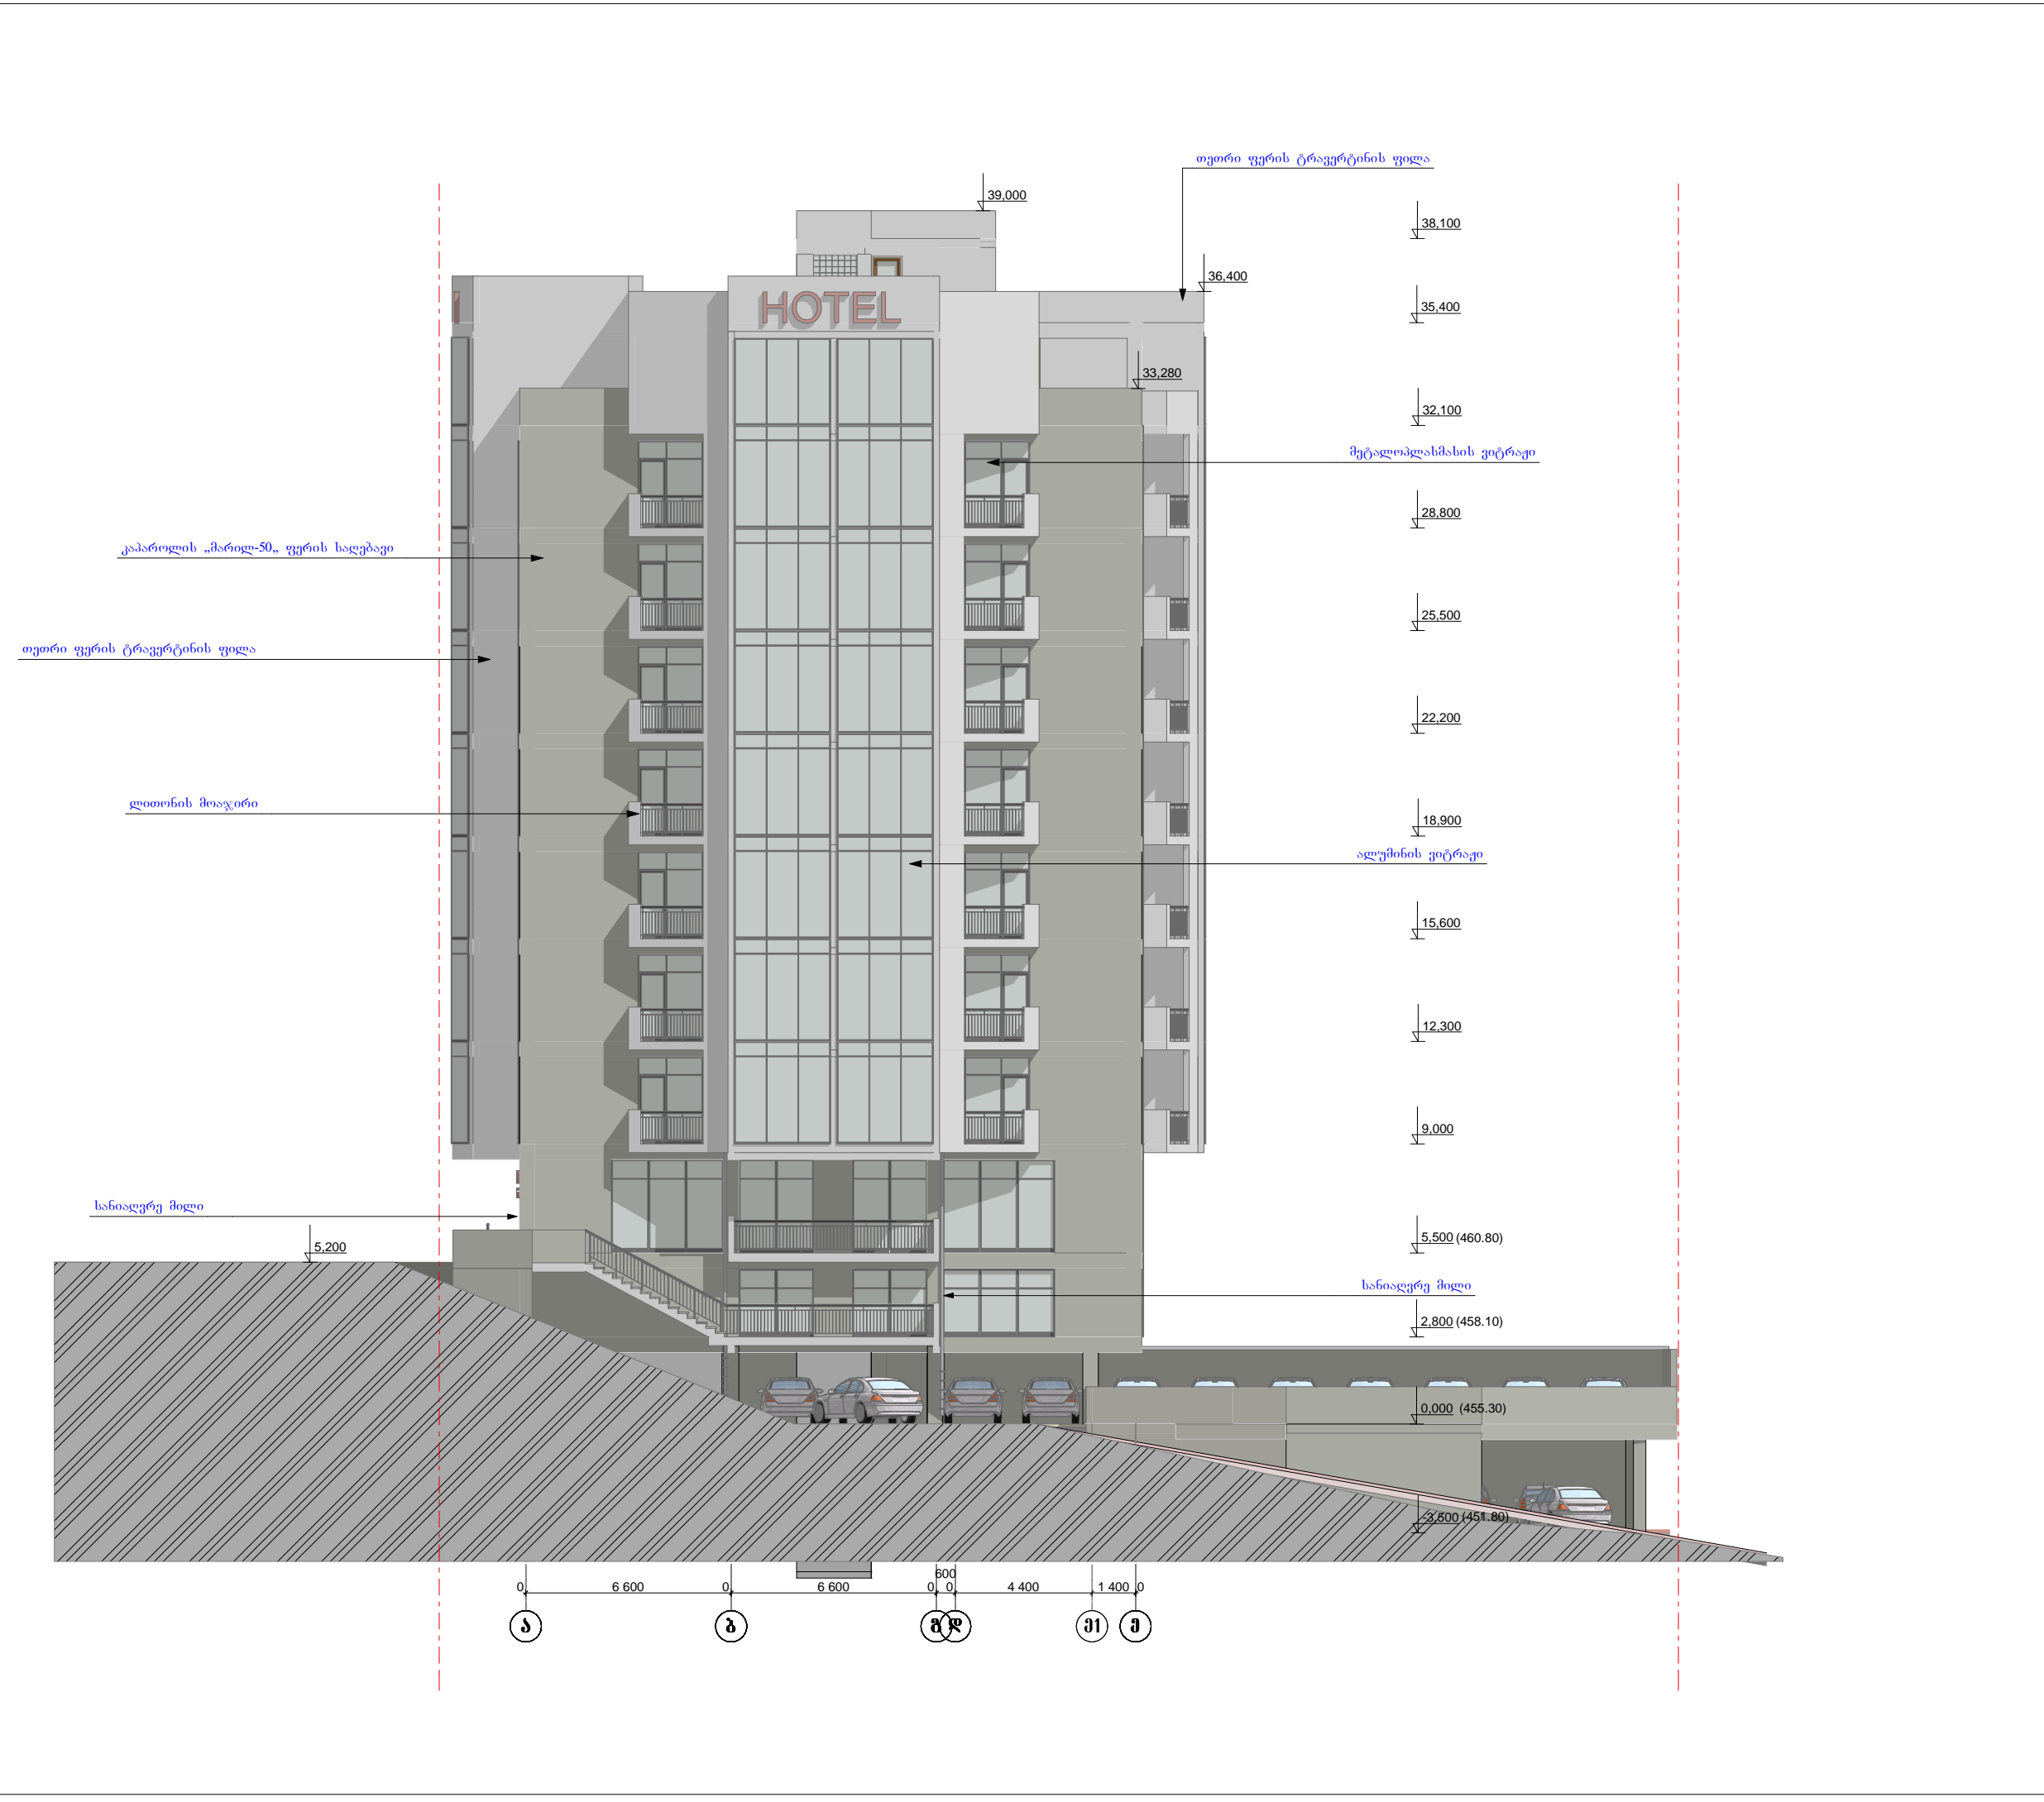 თეთრი ფერის ტრავერტინის ფილა
39,000
38,100
36,400
HOTEL
35,400
33,280
32,100
მეტალოპლასმასის ვიტრაჟი
28,800
კაპაროლის „მარილ-50„ ფერის საღებავი
25,500
თეთრი ფერის ტრავერტინის ფილა
22,200
ლითონის მოაჯირი
18,900
ალუმინის ვიტრაჟი
15,600
12,300
9,000
სანიაღვრე მილი
5,200
5,500 (460.80)
სანიაღვრე მილი
2,800 (458.10)
0,000 (455.30)
-3,500 (451.80)
600
0 6 600 0 6 600 0 0 4 400 1 400 0
ა ბ გ დ ე1 ე